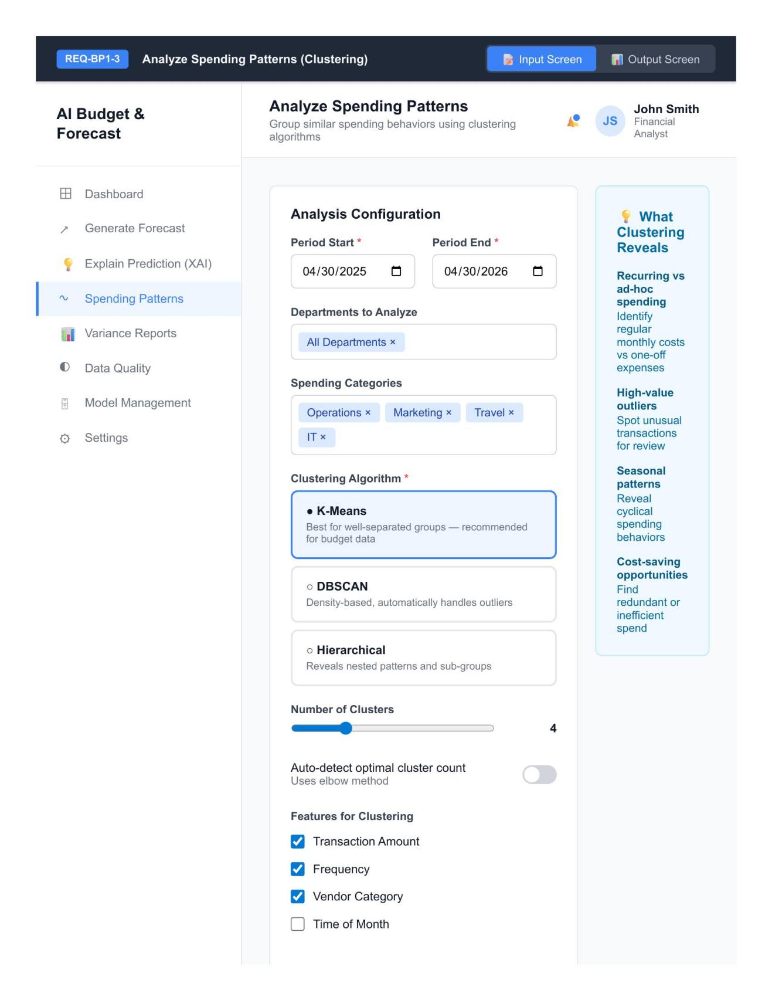 REQ-BP1-3
Analyze Spending Patterns (Clustering)
Input Screen
Output Screen
AI Budget &
Forecast
Dashboard
Generate Forecast
Explain Prediction (XAI)
Spending Patterns
Variance Reports
Data Quality
Model Management
Settings
Analyze Spending Patterns
Group similar spending behaviors using clustering
algorithms
JS
John Smith
Financial
Analyst
Analysis Configuration
Period Start *
Period End *
04/30/2025
04/30/2026
Departments to Analyze
All Departments ×
Spending Categories
Operations ×
Marketing ×
Travel ×
IT ×
Clustering Algorithm *
● K-Means
Best for well-separated groups — recommended
for budget data
○ DBSCAN
Density-based, automatically handles outliers
○ Hierarchical
Reveals nested patterns and sub-groups
Number of Clusters
4
Auto-detect optimal cluster count
Uses elbow method
Features for Clustering
Transaction Amount
Frequency
Vendor Category
Time of Month
💡 What
Clustering
Reveals
Recurring vs
ad-hoc
spending
Identify
regular
monthly costs
vs one-off
expenses
High-value
outliers
Spot unusual
transactions
for review
Seasonal
patterns
Reveal
cyclical
spending
behaviors
Cost-saving
opportunities
Find
redundant or
inefficient
spend